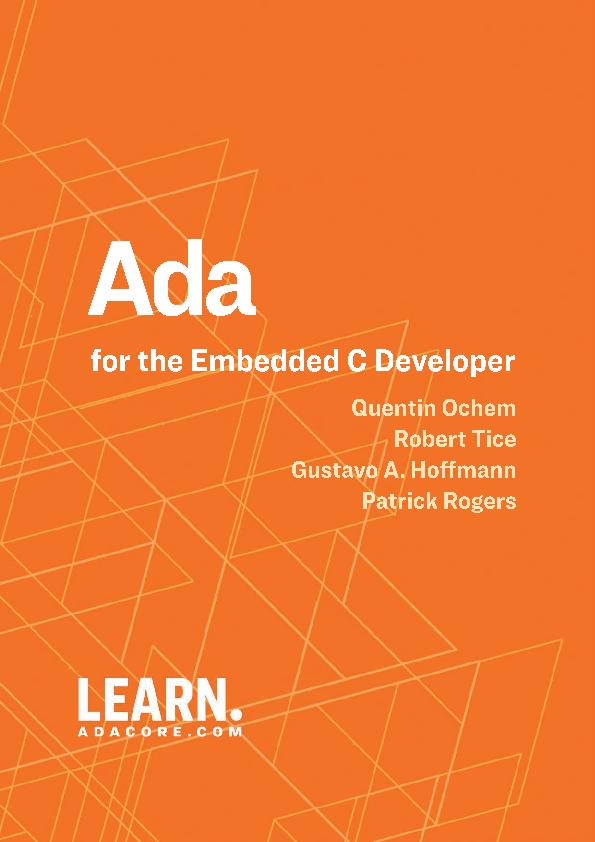 Ada
for the Embedded C Developer
Quentin Ochem
Robert Tice
Gustavo A. Hoffmann
Patrick Rogers
LEARN.
ADACORE.COM